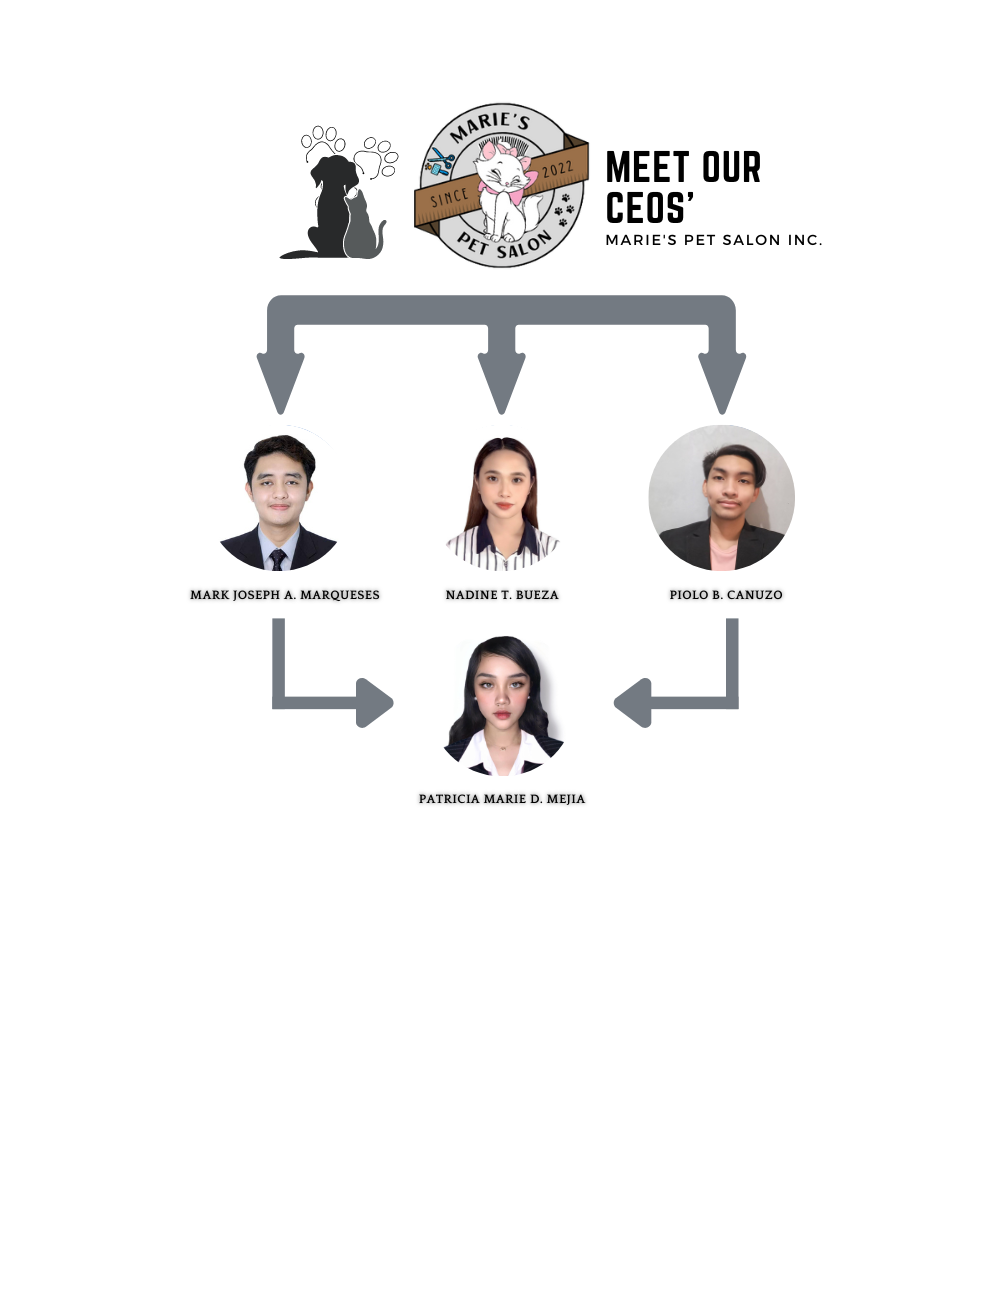 MARIE'S
SINCE 2022
PET SALON
MEET OUR
CEOS'
MARIE'S PET SALON INC.
MARK JOSEPH A. MARQUESES
NADINE T. BUEZA
PIOLO B. CANUZO
PATRICIA MARIE D. MEJIA